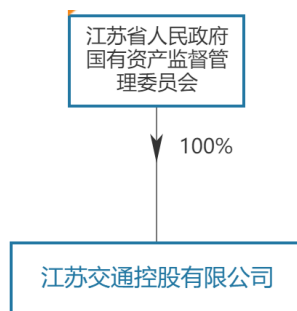 江苏省人民政府
国有资产监督管
理委员会
100%
江苏交通控股有限公司